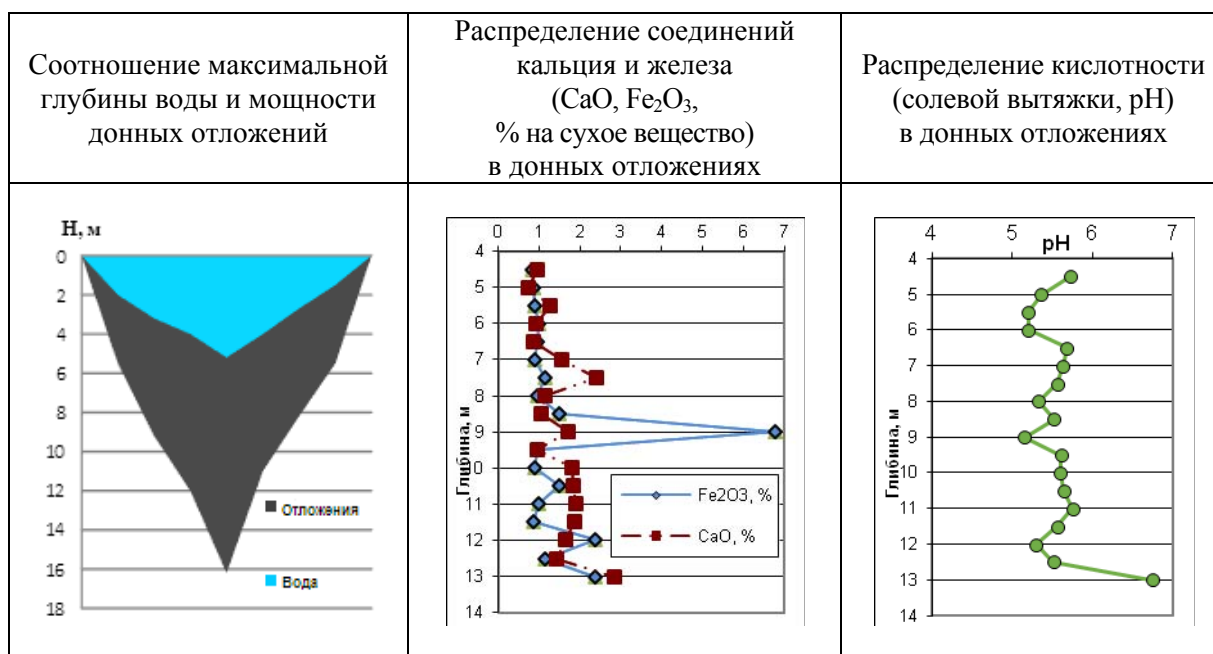 Соотношение максимальной
глубины воды и мощности
донных отложений
Распределение соединений
кальция и железа
(CaO, Fe₂O₃,
% на сухое вещество)
в донных отложениях
Распределение кислотности
(солевой вытяжки, pH)
в донных отложениях
Н, м
0
2
4
6
8
10
12
14
16
18
Отложения
Вода
0 1 2 3 4 5 6 7
4
5
6
7
8
9
10
11
12
13
14
Глибина, м
Fe2O3, %
CaO, %
4 5 6 7
pH
4
5
6
7
8
9
10
11
12
13
14
Глибина, м